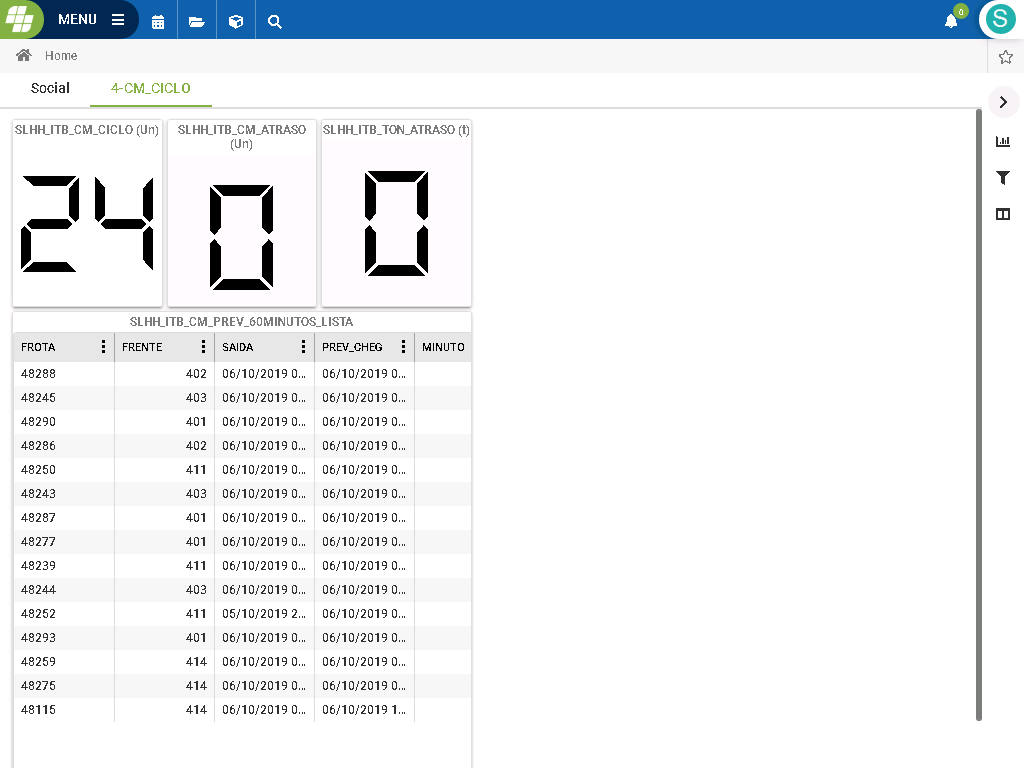 MENU
0
S
Home
Social
4-CM_CICLO
SLHH_ITB_CM_CICLO (Un)
24
SLHH_ITB_CM_ATRASO
(Un)
0
SLHH_ITB_TON_ATRASO (t)
0
SLHH_ITB_CM_PREV_60MINUTOS_LISTA
FROTA FRENTE SAIDA PREV_CHEG MINUTO
48288 402 06/10/2019 0... 06/10/2019 0...
48245 403 06/10/2019 0... 06/10/2019 0...
48290 401 06/10/2019 0... 06/10/2019 0...
48286 402 06/10/2019 0... 06/10/2019 0...
48250 411 06/10/2019 0... 06/10/2019 0...
48243 403 06/10/2019 0... 06/10/2019 0...
48287 401 06/10/2019 0... 06/10/2019 0...
48277 401 06/10/2019 0... 06/10/2019 0...
48239 411 06/10/2019 0... 06/10/2019 0...
48244 403 06/10/2019 0... 06/10/2019 0...
48252 411 05/10/2019 2... 06/10/2019 0...
48293 401 06/10/2019 0... 06/10/2019 0...
48259 414 06/10/2019 0... 06/10/2019 0...
48275 414 06/10/2019 0... 06/10/2019 0...
48115 414 06/10/2019 0... 06/10/2019 1...